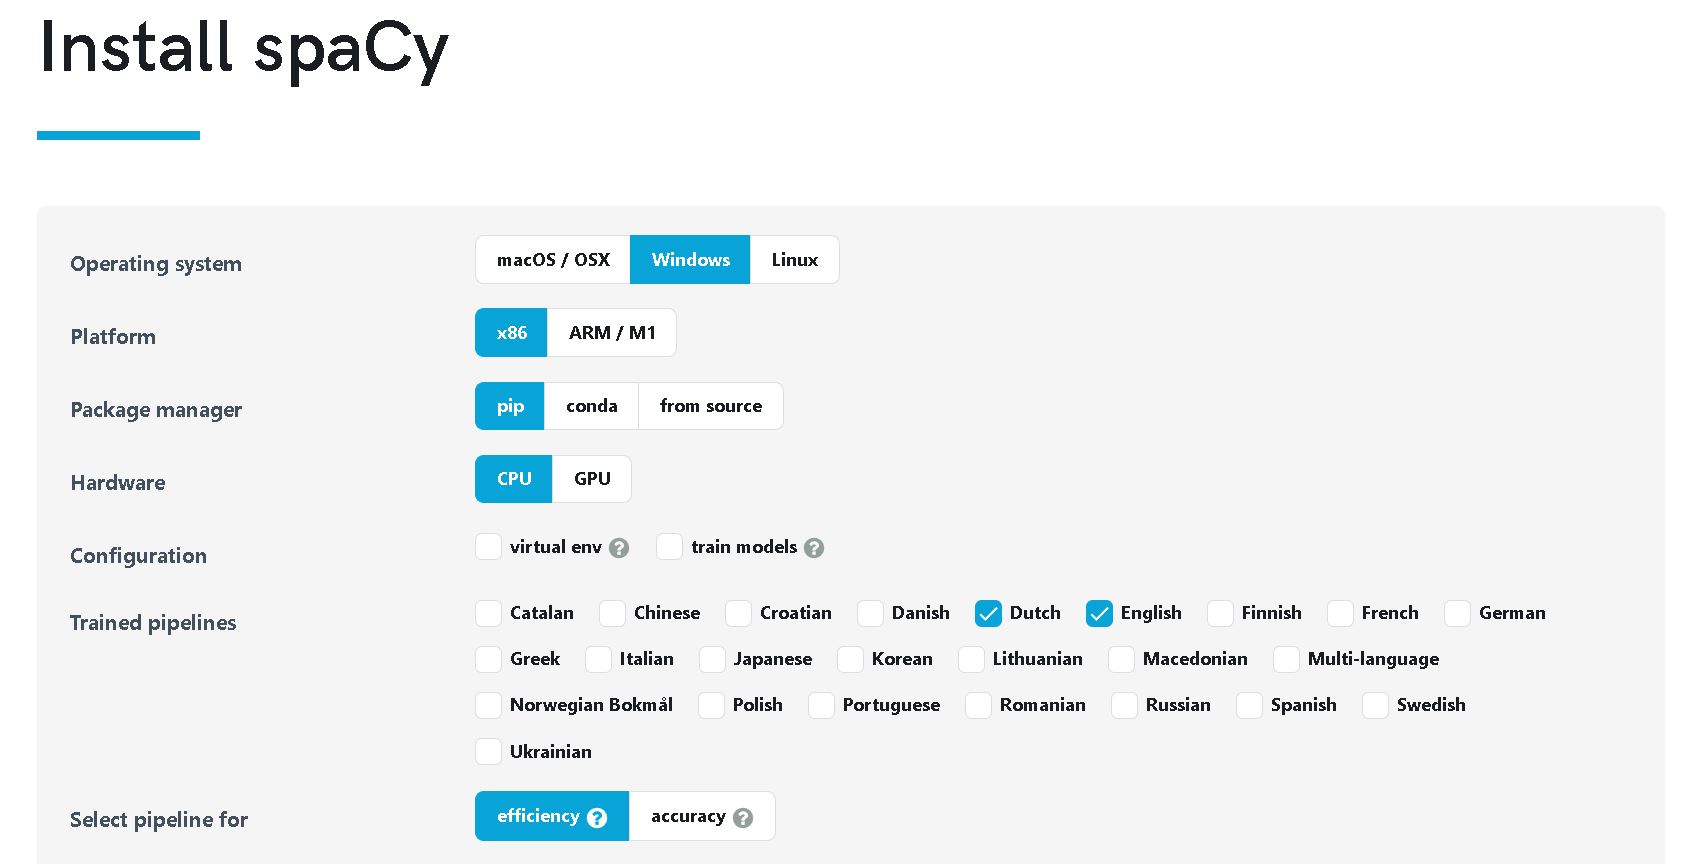 Install spaCy
Operating system macOS / OSX Windows Linux
Platform x86 ARM / M1
Package manager pip conda from source
Hardware CPU GPU
Configuration virtual env ? train models ?
Trained pipelines Catalan Chinese Croatian Danish Dutch English Finnish French German
Greek Italian Japanese Korean Lithuanian Macedonian Multi-language
Norwegian Bokmål Polish Portuguese Romanian Russian Spanish Swedish
Ukrainian
Select pipeline for efficiency ? accuracy ?